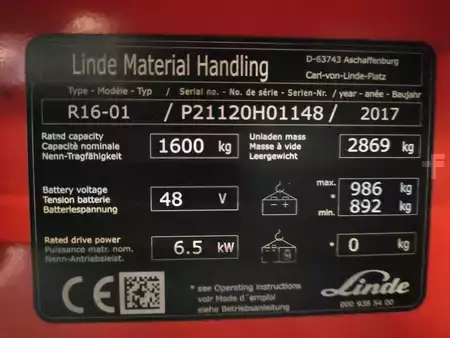 Linde Material Handling
D-63743 Aschaffenburg
Carl-von-Linde-Platz
Type - Modéle - Typ / Serial no. - No. de série - Serien-Nr. / year - anée - Baujahr
R16-01 / P21120H01148 / 2017
Rated capacity
Capacité nominale
Nenn-Tragfähigkeit
1600 kg
Unladen mass
Masse à vide
Leergewicht
2869 kg
Battery voltage
Tension batterie
Batteriespannung
48 V
max. 986 kg
*
min. 892 kg
Rated drive power
Puissance matr. nom.
Nenn-Antriebsleist.
6.5 kW
* 0 kg
CE
* see Operating instructions
voir Mode d´emploi
siehe Betriebsanleitung
Linde
000 938 54 00